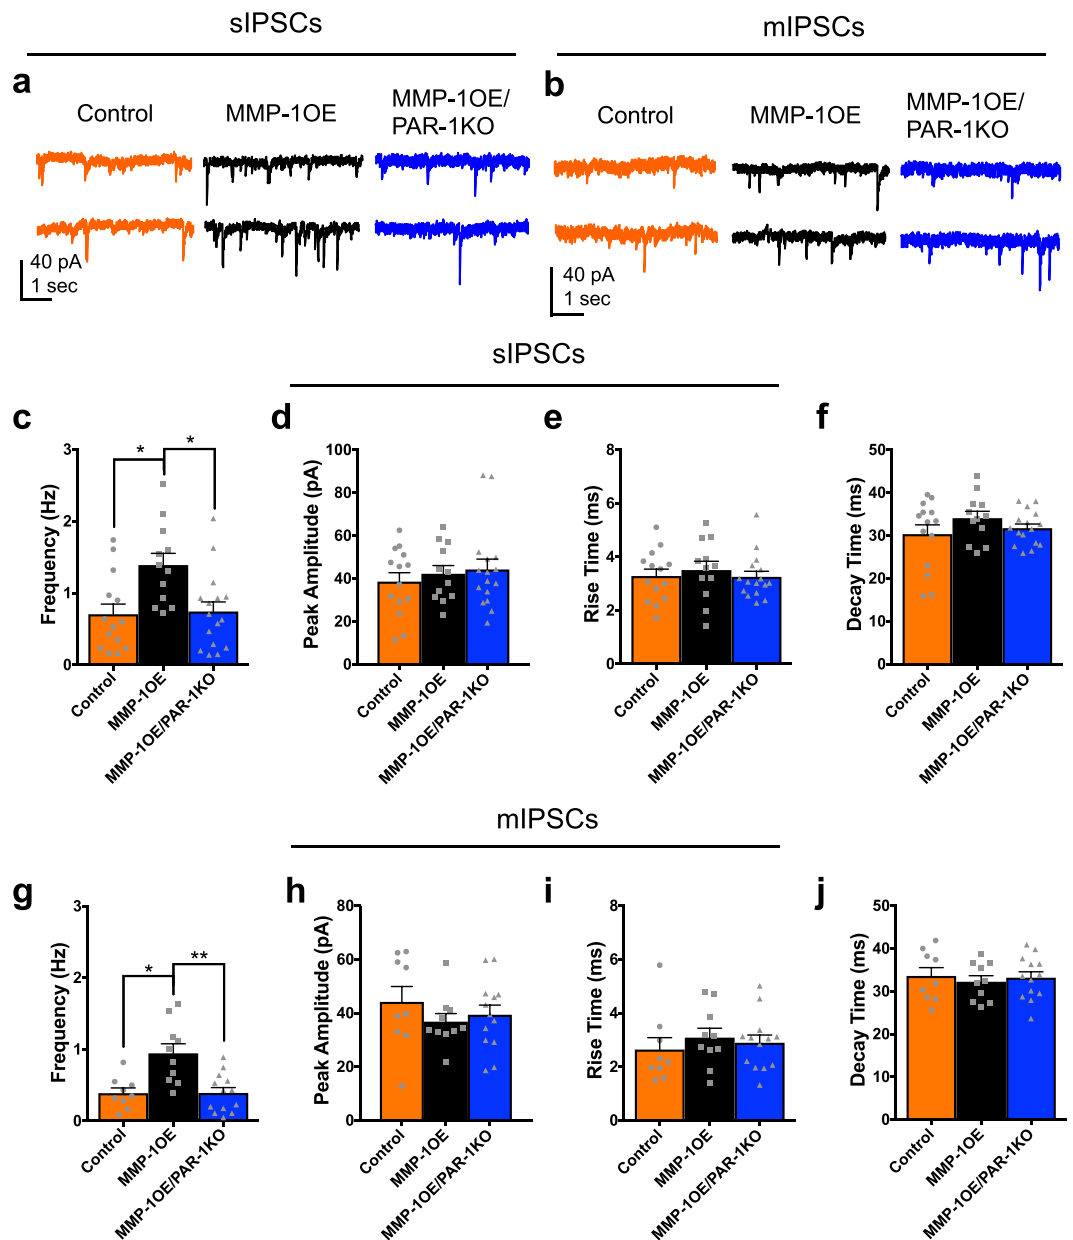 sIPSCs
mIPSCs
a
b
Control
MMP-1OE
MMP-1OE/
PAR-1KO
Control
MMP-1OE
MMP-1OE/
PAR-1KO
40 pA
1 sec
40 pA
1 sec
sIPSCs
c
d
e
f
Frequency (Hz)
3
2
1
0
*
*
Control
MMP-1OE
MMP-1OE/PAR-1KO
Peak Amplitude (pA)
100
80
60
40
20
0
Control
MMP-1OE
MMP-1OE/PAR-1KO
Rise Time (ms)
8
6
4
2
0
Control
MMP-1OE
MMP-1OE/PAR-1KO
Decay Time (ms)
50
40
30
20
10
0
Control
MMP-1OE
MMP-1OE/PAR-1KO
mIPSCs
g
h
i
j
Frequency (Hz)
3
2
1
0
*
**
Control
MMP-1OE
MMP-1OE/PAR-1KO
Peak Amplitude (pA)
80
60
40
20
0
Control
MMP-1OE
MMP-1OE/PAR-1KO
Rise Time (ms)
8
6
4
2
0
Control
MMP-1OE
MMP-1OE/PAR-1KO
Decay Time (ms)
50
40
30
20
10
0
Control
MMP-1OE
MMP-1OE/PAR-1KO